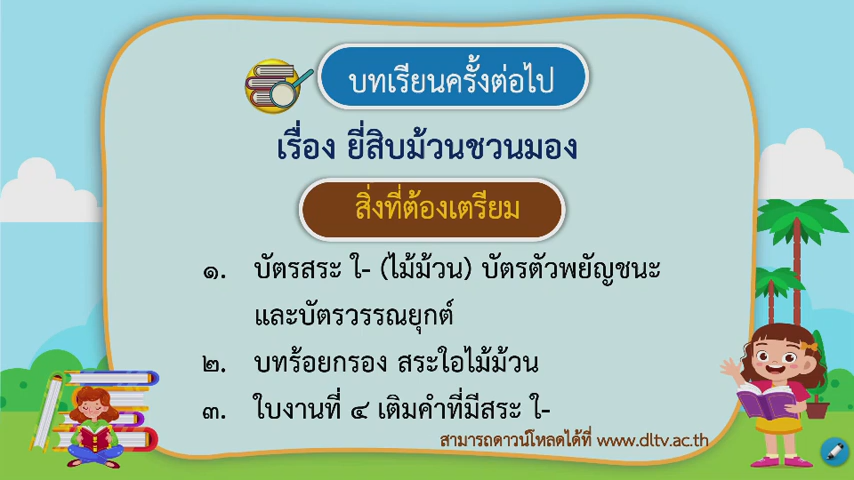 บทเรียนครั้งต่อไป
เรื่อง ยี่สิบม้วนชวนมอง
สิ่งที่ต้องเตรียม
๑. บัตรสระ ใ- (ไม้ม้วน) บัตรตัวพยัญชนะ
และบัตรวรรณยุกต์
๒. บทร้อยกรอง สระใอไม้ม้วน
๓. ใบงานที่ ๔ เติมคำที่มีสระ ใ-
สามารถดาวน์โหลดได้ที่ www.dltv.ac.th